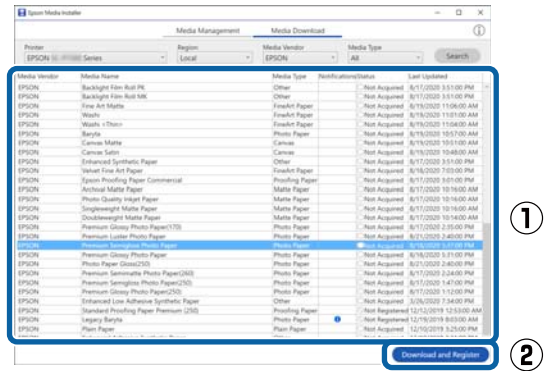 Epson Media Installer
Media Management Media Download
Printer Region Media Vendor Media Type
EPSON Series Local EPSON All Search
Media Vendor Media Name Media Type Notifications Status Last Updated
EPSON Backlight Film Roll PK Other Not Acquired 8/17/2020 3:51:00 PM
EPSON Backlight Film Roll MK Other Not Acquired 8/17/2020 3:51:00 PM
EPSON Fine Art Matte FineArt Paper Not Acquired 8/19/2020 11:06:00 AM
EPSON Washi FineArt Paper Not Acquired 8/19/2020 11:01:00 AM
EPSON Washi <Thin> FineArt Paper Not Acquired 8/19/2020 11:04:00 AM
EPSON Baryta Photo Paper Not Acquired 8/19/2020 10:57:00 AM
EPSON Canvas Matte Canvas Not Acquired 8/19/2020 10:51:00 AM
EPSON Canvas Satin Canvas Not Acquired 8/19/2020 10:48:00 AM
EPSON Enhanced Synthetic Paper Other Not Acquired 8/17/2020 3:51:00 PM
EPSON Velvet Fine Art Paper FineArt Paper Not Acquired 8/18/2020 7:03:00 PM
EPSON Epson Proofing Paper Commercial Proofing Paper Not Acquired 8/17/2020 3:01:00 PM
EPSON Archival Matte Paper Matte Paper Not Acquired 8/17/2020 10:16:00 AM
EPSON Photo Quality Inkjet Paper Matte Paper Not Acquired 8/17/2020 10:16:00 AM
EPSON Singleweight Matte Paper Matte Paper Not Acquired 8/17/2020 10:16:00 AM
EPSON Doubleweight Matte Paper Matte Paper Not Acquired 8/17/2020 10:14:00 AM
EPSON Premium Glossy Photo Paper(170) Photo Paper Not Acquired 8/17/2020 2:35:00 PM
EPSON Premium Luster Photo Paper Photo Paper Not Acquired 8/21/2020 2:40:00 PM
EPSON Premium Semigloss Photo Paper Photo Paper Not Acquired
EPSON Premium Glossy Photo Paper Photo Paper Not Acquired 8/18/2020 5:31:00 PM
EPSON Photo Paper Gloss(250) Photo Paper Not Acquired 8/21/2020 2:40:00 PM
EPSON Premium Semimatte Photo Paper(260) Photo Paper Not Acquired 8/17/2020 2:24:00 PM
EPSON Premium Semigloss Photo Paper(250) Photo Paper Not Acquired 8/17/2020 1:47:00 PM
EPSON Premium Glossy Photo Paper(250) Photo Paper Not Acquired 8/17/2020 1:12:00 PM
EPSON Enhanced Low Adhesive Synthetic Paper Other Not Acquired 5/26/2020 7:34:00 PM
EPSON Standard Proofing Paper Premium (250) Proofing Paper Not Registered 12/12/2019 12:53:00 AM
EPSON Legacy Baryta Photo Paper Not Registered 12/19/2019 8:03:00 AM
EPSON Plain Paper Plain Paper Not Acquired 12/10/2019 3:25:00 PM
①
Download and Register ②